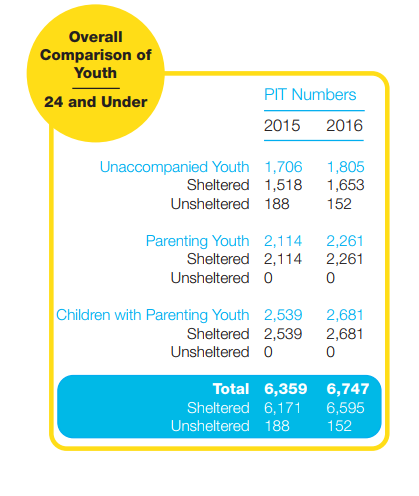 Overall
Comparison of
Youth
24 and Under
PIT Numbers
2015 2016
Unaccompanied Youth 1,706 1,805
Sheltered 1,518 1,653
Unsheltered 188 152
Parenting Youth 2,114 2,261
Sheltered 2,114 2,261
Unsheltered 0 0
Children with Parenting Youth 2,539 2,681
Sheltered 2,539 2,681
Unsheltered 0 0
Total 6,359 6,747
Sheltered 6,171 6,595
Unsheltered 188 152